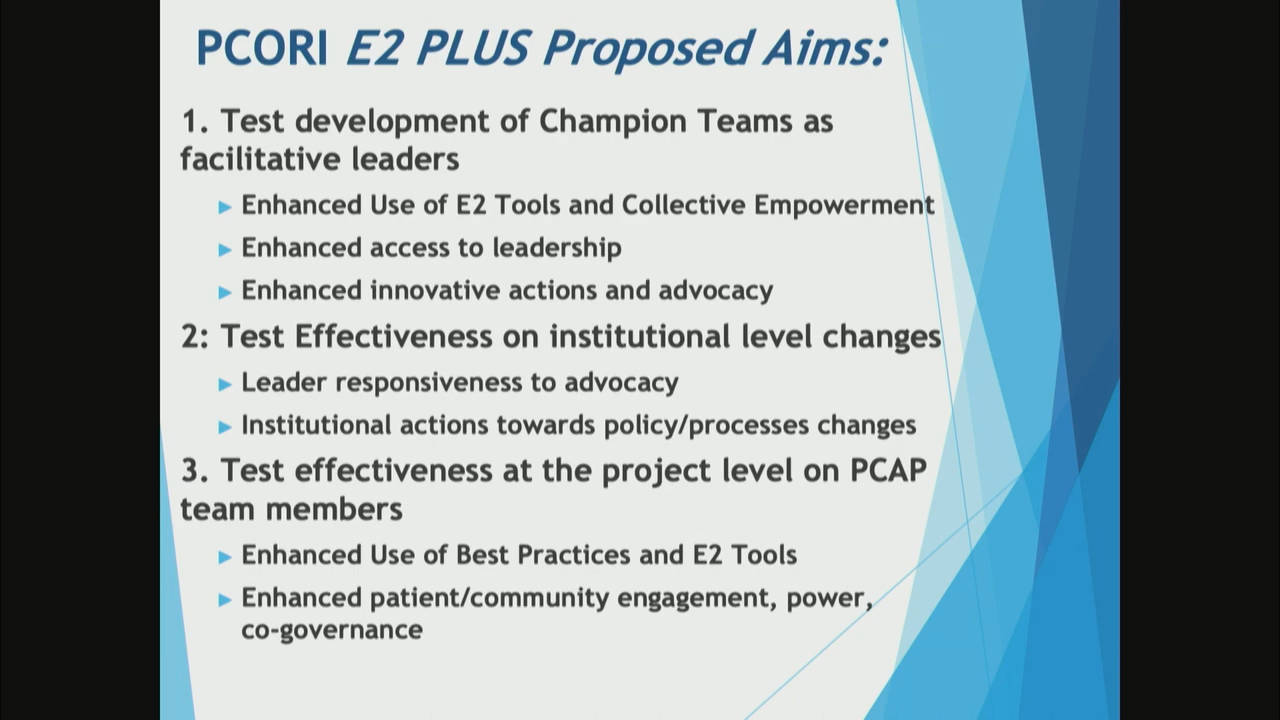 PCORI E2 PLUS Proposed Aims:
1. Test development of Champion Teams as
facilitative leaders
Enhanced Use of E2 Tools and Collective Empowerment
Enhanced access to leadership
Enhanced innovative actions and advocacy
2: Test Effectiveness on institutional level changes
Leader responsiveness to advocacy
Institutional actions towards policy/processes changes
3. Test effectiveness at the project level on PCAP
team members
Enhanced Use of Best Practices and E2 Tools
Enhanced patient/community engagement, power,
co-governance